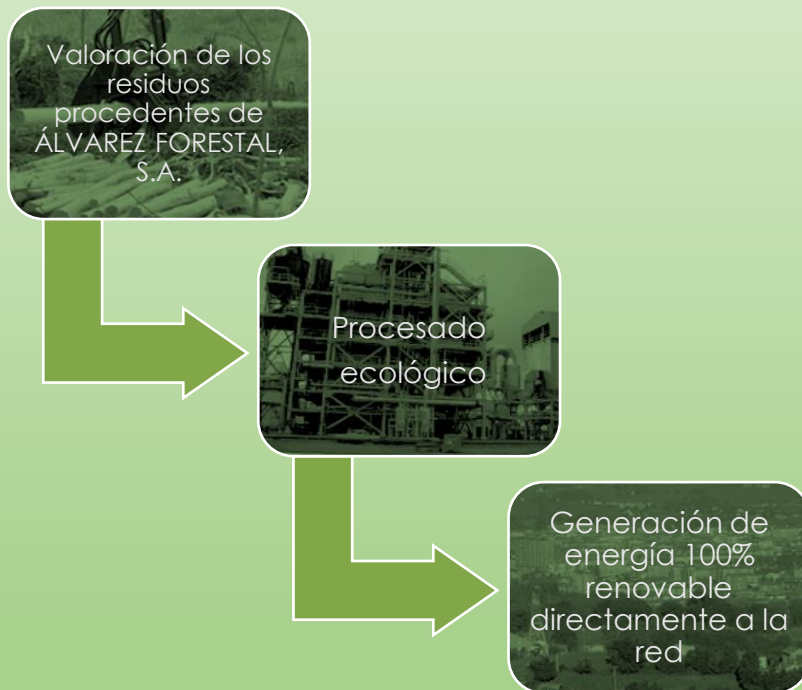 Valoración de los
residuos
procedentes de
ÁLVAREZ FORESTAL,
S.A.
Procesado
ecológico
Generación de
energía 100%
renovable
directamente a la
red